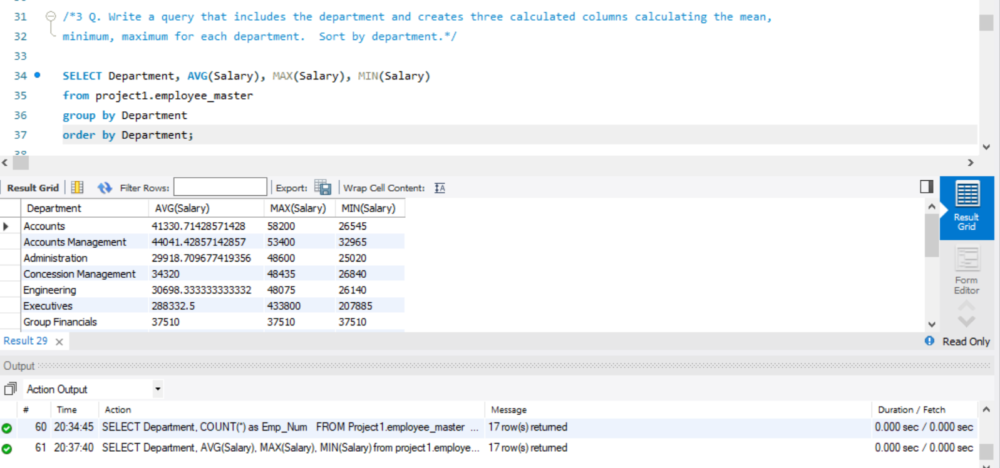 31 /*3 Q. Write a query that includes the department and creates three calculated columns calculating the mean,
32 minimum, maximum for each department.  Sort by department.*/
33
34 SELECT Department, AVG(Salary), MAX(Salary), MIN(Salary)
35 from project1.employee_master
36 group by Department
37 order by Department;
38
Result Grid Filter Rows: Export: Wrap Cell Content:
Department AVG(Salary) MAX(Salary) MIN(Salary)
Accounts 41330.71428571428 58200 26545
Accounts Management 44041.42857142857 53400 32965
Administration 29918.709677419356 48600 25020
Concession Management 34320 48435 26840
Engineering 30698.333333333332 48075 26140
Executives 288332.5 433800 207885
Group Financials 37510 37510 37510
Result
Grid
Form
Editor
Result 29 Read Only
Output
Action Output
# Time Action Message Duration / Fetch
60 20:34:45 SELECT Department, COUNT(*) as Emp_Num   FROM Project1.employee_master ... 17 row(s) returned 0.000 sec / 0.000 sec
61 20:37:40 SELECT Department, AVG(Salary), MAX(Salary), MIN(Salary) from project1.employe... 17 row(s) returned 0.000 sec / 0.000 sec